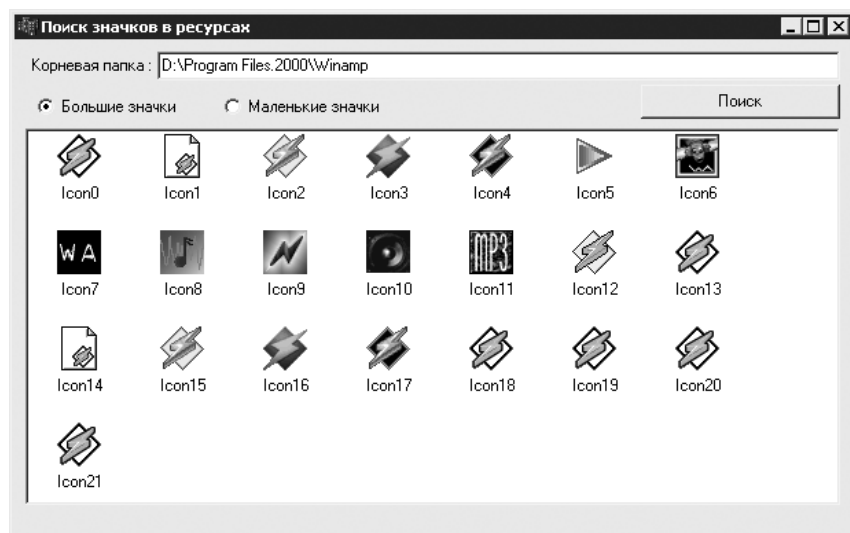 Поиск значков в ресурсах
Корневая папка : D:\Program Files.2000\Winamp
Большие значки Маленькие значки Поиск
Icon0 Icon1 Icon2 Icon3 Icon4 Icon5 Icon6
WA MP3
Icon7 Icon8 Icon9 Icon10 Icon11 Icon12 Icon13
Icon14 Icon15 Icon16 Icon17 Icon18 Icon19 Icon20
Icon21